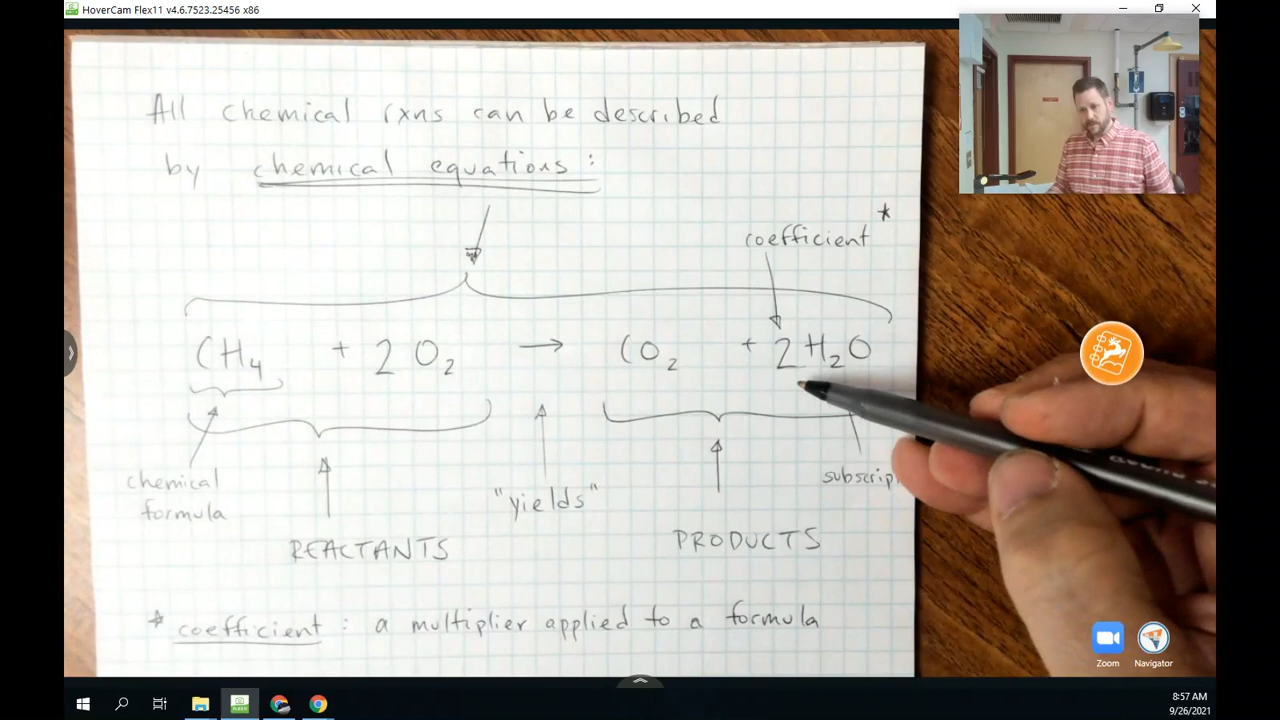 HoverCam Flex11 v4.6.7523.25456 x86
All chemical rxns can be described
by chemical equations:
coefficient *
CH₄ + 2 O₂ → CO₂ + 2 H₂O
chemical
formula
"yields"
REACTANTS
PRODUCTS
* coefficient : a multiplier applied to a formula
Zoom
Navigator
8:57 AM
9/26/2021